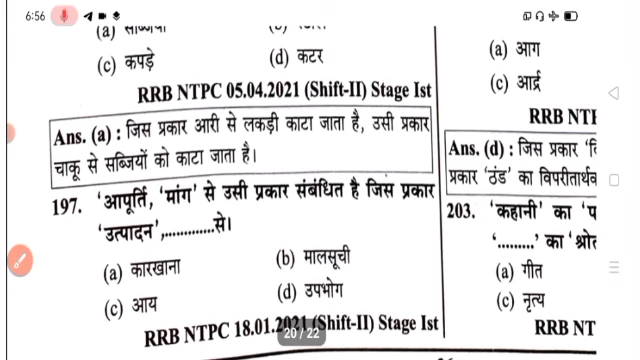 6:56
(a) सब्जियां
(c) कपड़े
(d) कटर
RRB NTPC 05.04.2021 (Shift-II) Stage Ist
Ans. (a) : जिस प्रकार आरी से लकड़ी काटा जाता है, उसी प्रकार
चाकू से सब्जियों को काटा जाता है।
197. 'आपूर्ति, 'मांग' से उसी प्रकार संबंधित है जिस प्रकार
'उत्पादन',.............से।
(a) कारखाना
(b) मालसूची
(c) आय
(d) उपभोग
RRB NTPC 18.01.2021 (Shift-II) Stage Ist
20 / 22
(a) आग
(c) आर्द्र
Ans. (d) : जिस प्रकार
प्रकार 'ठंड' का विपरीतार्थक
203. 'कहानी' का
'.........' का
(a) गीत
(c) नृत्य
RRB NT